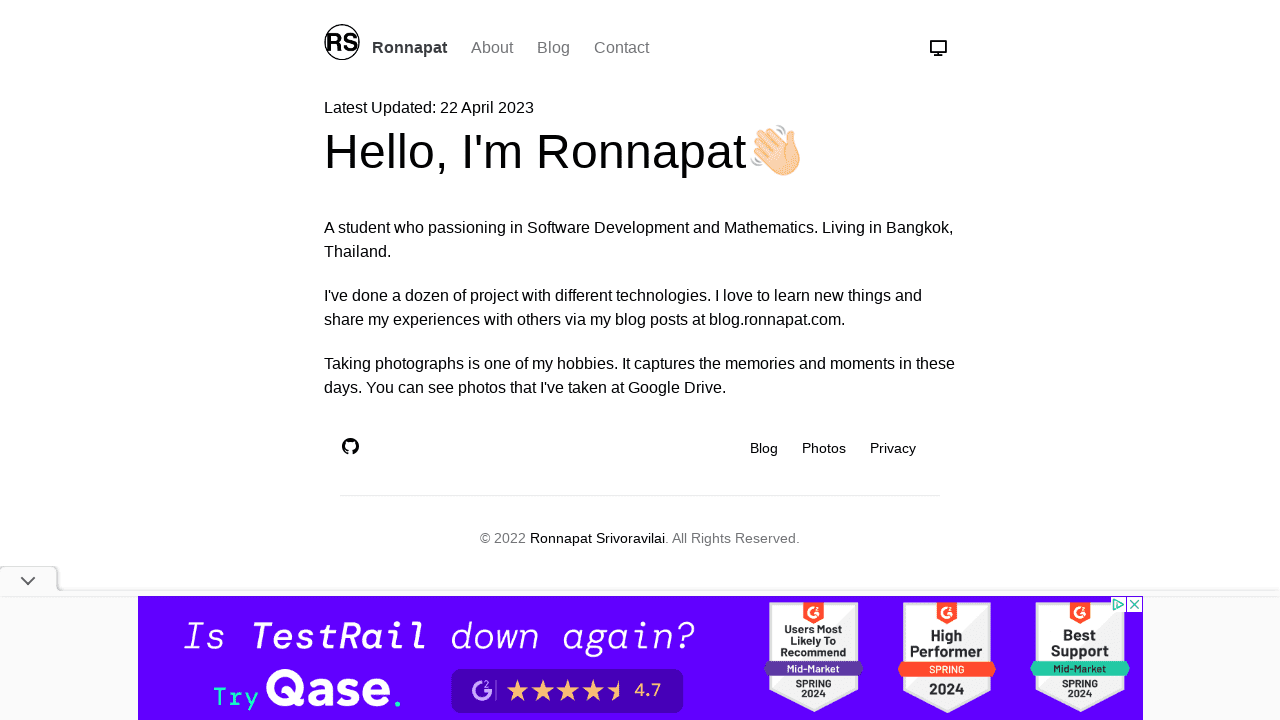 RS Ronnapat About Blog Contact
Latest Updated: 22 April 2023
Hello, I'm Ronnapat👋🏻
A student who passioning in Software Development and Mathematics. Living in Bangkok,
Thailand.
I've done a dozen of project with different technologies. I love to learn new things and
share my experiences with others via my blog posts at blog.ronnapat.com.
Taking photographs is one of my hobbies. It captures the memories and moments in these
days. You can see photos that I've taken at Google Drive.
Blog Photos Privacy
© 2022 Ronnapat Srivoravilai. All Rights Reserved.
Is TestRail down again?
Try Qase.
G2 4.7
Users Most
Likely To
Recommend
Mid-Market
SPRING
2024
High
Performer
SPRING
2024
Best
Support
Mid-Market
SPRING
2024